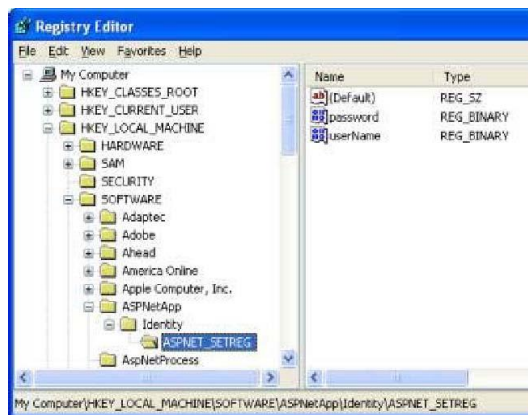 Registry Editor
File Edit View Favorites Help
My Computer
HKEY_CLASSES_ROOT
HKEY_CURRENT_USER
HKEY_LOCAL_MACHINE
HARDWARE
SAM
SECURITY
SOFTWARE
Adaptec
Adobe
Ahead
America Online
Apple Computer, Inc.
ASPNetApp
Identity
ASPNET_SETREG
AspNetProcess
Name Type
ab (Default) REG_SZ
password REG_BINARY
userName REG_BINARY
My Computer\HKEY_LOCAL_MACHINE\SOFTWARE\ASPNetApp\Identity\ASPNET_SETREG